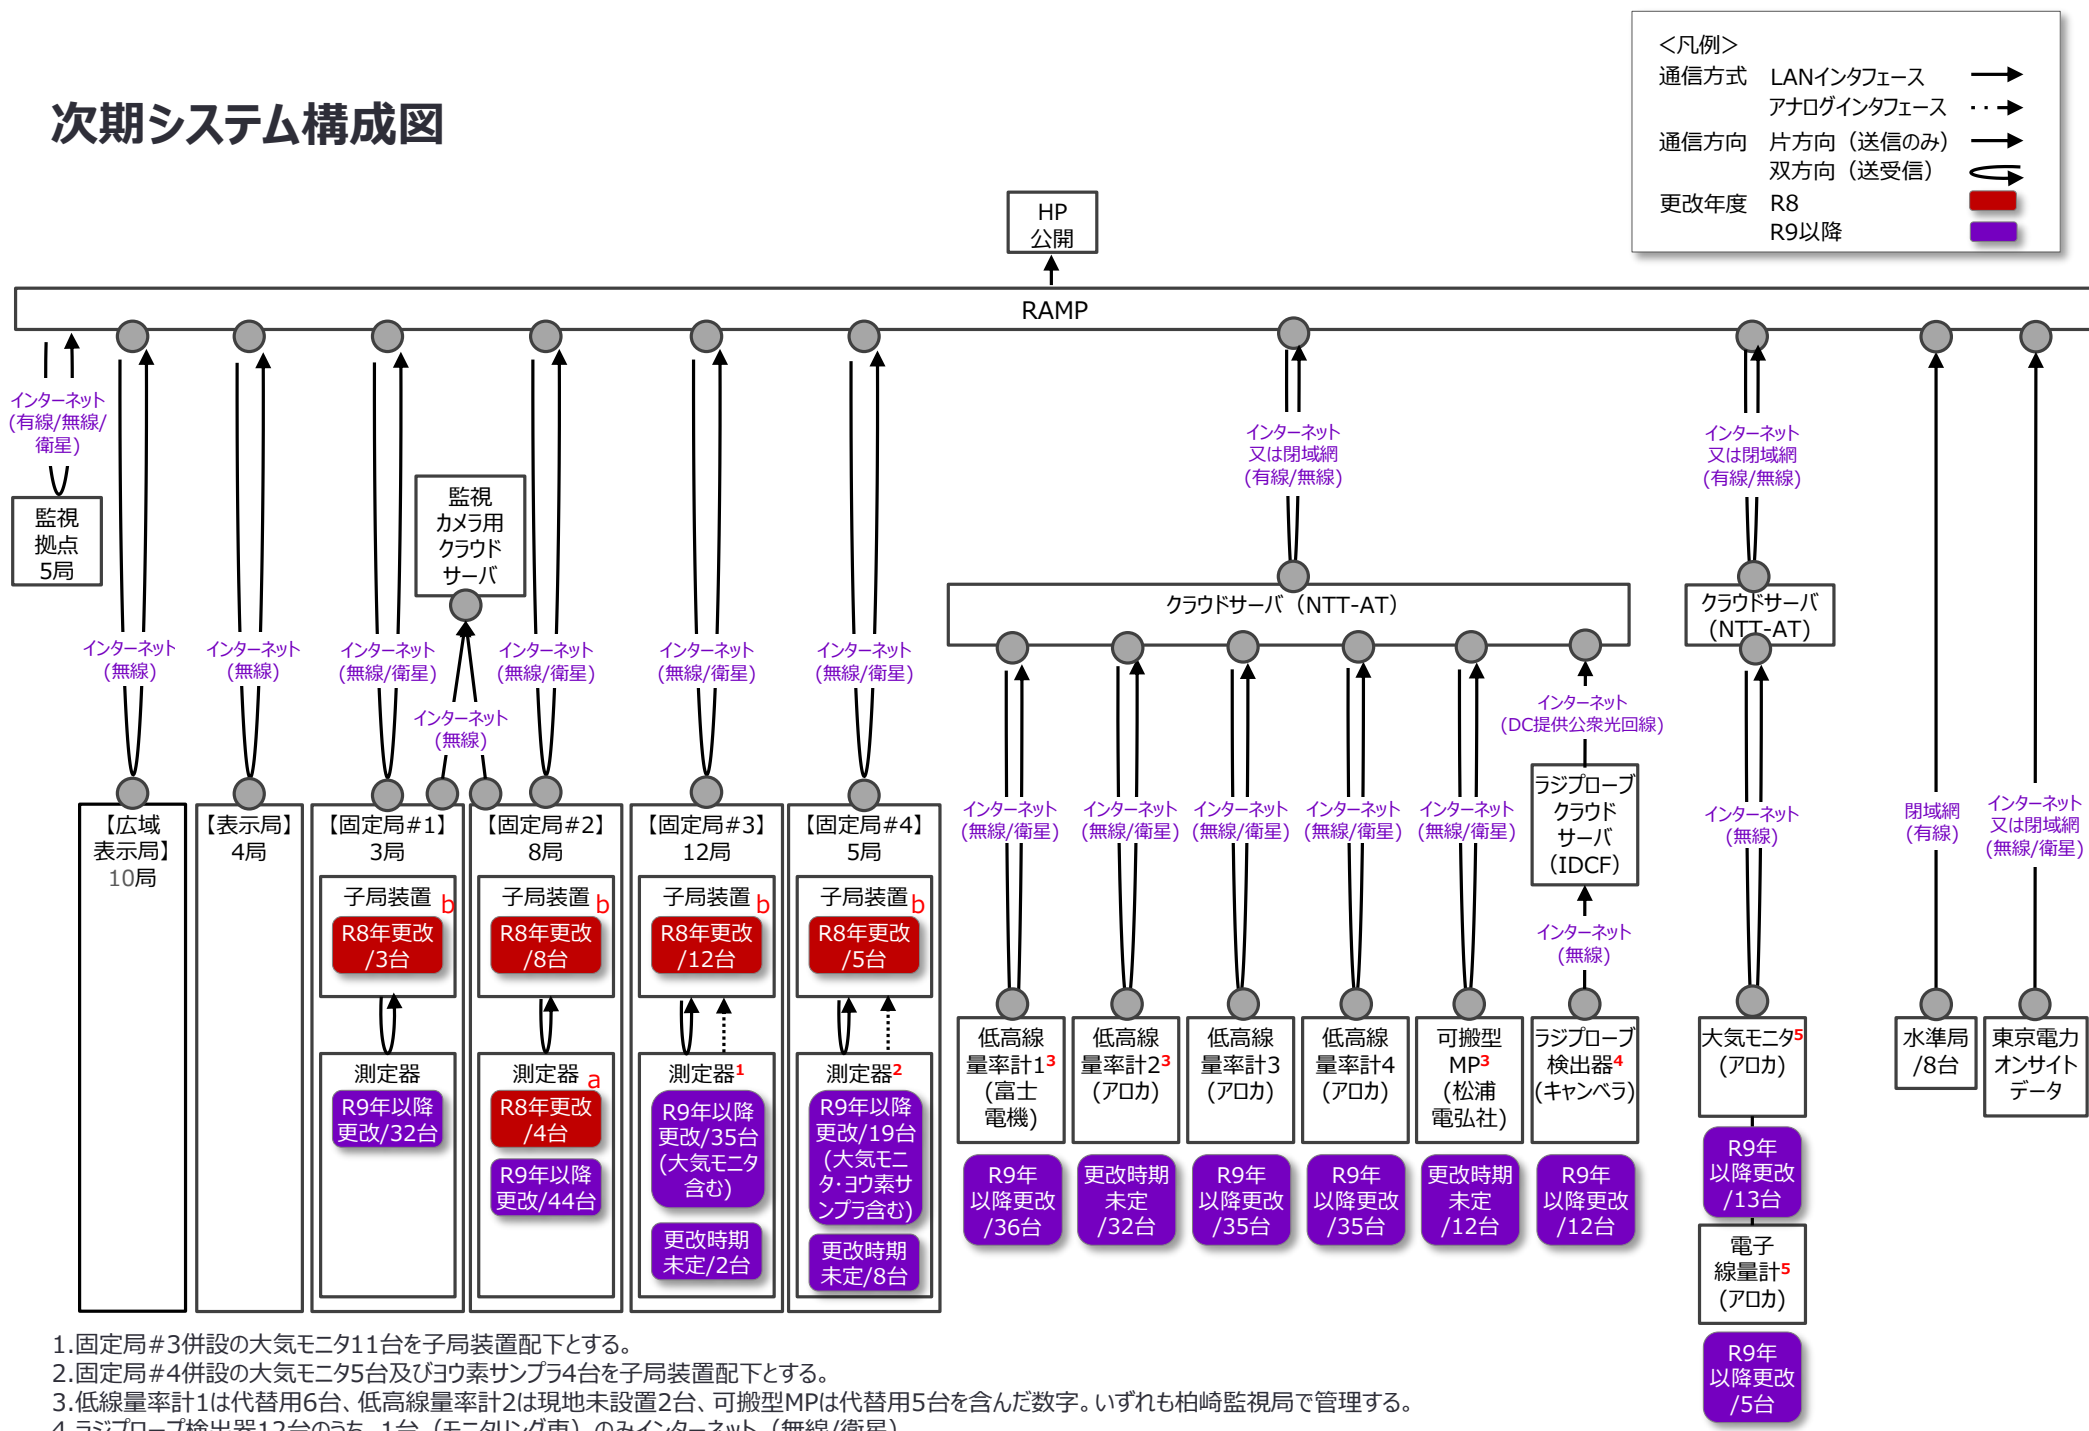 次期システム構成図
<凡例>
通信方式 LANインタフェース
アナログインタフェース
通信方向 片方向（送信のみ）
双方向（送受信）
更改年度 R8
R9以降
HP
公開
RAMP
インターネット
(有線/無線/
衛星)
監視
拠点
5局
インターネット
(無線)
インターネット
(無線)
インターネット
(無線/衛星)
監視
カメラ用
クラウド
サーバ
インターネット
(無線)
インターネット
(無線/衛星)
インターネット
(無線/衛星)
インターネット
(無線/衛星)
インターネット
又は閉域網
(有線/無線)
インターネット
又は閉域網
(有線/無線)
クラウドサーバ（NTT-AT）
クラウドサーバ
（NTT-AT）
インターネット
(無線/衛星)
インターネット
(無線/衛星)
インターネット
(無線/衛星)
インターネット
(無線/衛星)
インターネット
(無線/衛星)
インターネット
(DC提供公衆光回線)
ラジプローブ
クラウド
サーバ
（IDCF）
インターネット
(無線)
インターネット
(無線)
閉域網
(有線)
インターネット
又は閉域網
(無線/衛星)
【広域
表示局】
10局
【表示局】
4局
【固定局#1】
3局
子局装置 b
R8年更改
/3台
測定器
R9年以降
更改/32台
【固定局#2】
8局
子局装置 b
R8年更改
/8台
測定器 a
R8年更改
/4台
R9年以降
更改/44台
【固定局#3】
12局
子局装置 b
R8年更改
/12台
測定器1
R9年以降
更改/35台
(大気モニタ
含む)
更改時期
未定/2台
【固定局#4】
5局
子局装置 b
R8年更改
/5台
測定器2
R9年以降
更改/19台
(大気モニ
タ・ヨウ素サ
ンプラ含む)
更改時期
未定/8台
低高線
量率計13
(富士
電機)
R9年
以降更改
/36台
低高線
量率計23
(アロカ)
更改時期
未定
/32台
低高線
量率計3
(アロカ)
R9年
以降更改
/35台
低高線
量率計4
(アロカ)
R9年
以降更改
/35台
可搬型
MP3
(松浦
電弘社)
更改時期
未定
/12台
ラジプローブ
検出器4
(キャンベラ)
R9年
以降更改
/12台
大気モニタ5
(アロカ)
R9年
以降更改
/13台
電子
線量計5
(アロカ)
R9年
以降更改
/5台
水準局
/8台
東京電力
オンサイト
データ
1.固定局#3併設の大気モニタ11台を子局装置配下とする。
2.固定局#4併設の大気モニタ5台及びヨウ素サンプラ4台を子局装置配下とする。
3.低線量率計1は代替用6台、低高線量率計2は現地未設置2台、可搬型MPは代替用5台を含んだ数字。いずれも柏崎監視局で管理する。
4.ラジプローブ検出器12台のうち、1台（モニタリング車）のみインターネット（無線/衛星）